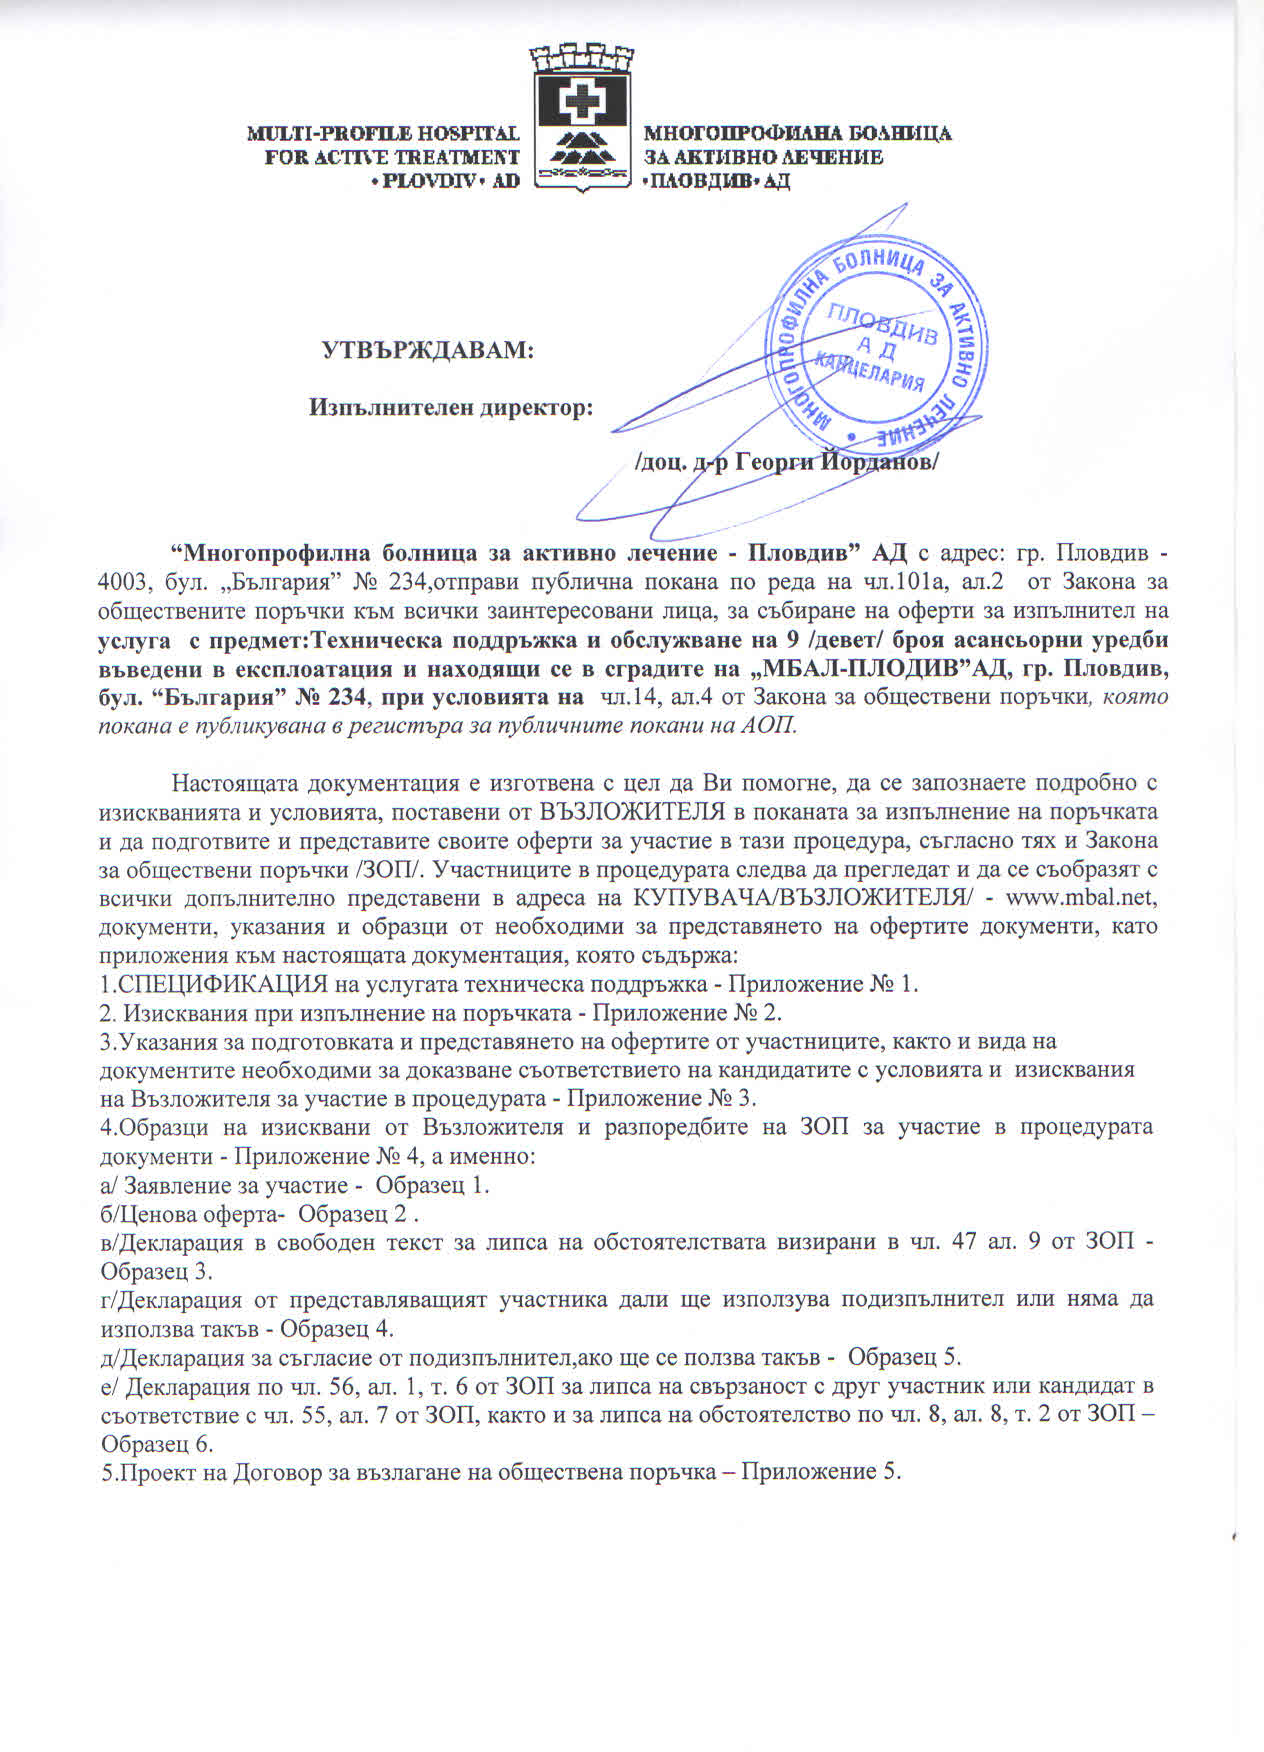 MULTI-PROFILE HOSPITAL
FOR ACTIVE TREATMENT
• PLOVDIV • AD
МНОГОПРОФИЛНА БОЛНИЦА
ЗА АКТИВНО ЛЕЧЕНИЕ
•ПЛОВДИВ• АД
МНОГОПРОФИЛНА БОЛНИЦА ЗА АКТИВНО ЛЕЧЕНИЕ •
ПЛОВДИВ
А Д
КАНЦЕЛАРИЯ
УТВЪРЖДАВАМ:
Изпълнителен директор:
/доц. д-р Георги Йорданов/
“Многопрофилна болница за активно лечение - Пловдив” АД с адрес: гр. Пловдив -
4003, бул. „България” № 234,отправи публична покана по реда на чл.101а, ал.2 от Закона за
обществените поръчки към всички заинтересовани лица, за събиране на оферти за изпълнител на
услуга с предмет:Техническа поддръжка и обслужване на 9 /девет/ броя асансьорни уредби
въведени в експлоатация и находящи се в сградите на „МБАЛ-ПЛОДИВ”АД, гр. Пловдив,
бул. “България” № 234, при условията на чл.14, ал.4 от Закона за обществени поръчки, която
покана е публикувана в регистъра за публичните покани на АОП.
Настоящата документация е изготвена с цел да Ви помогне, да се запознаете подробно с
изискванията и условията, поставени от ВЪЗЛОЖИТЕЛЯ в поканата за изпълнение на поръчката
и да подготвите и представите своите оферти за участие в тази процедура, съгласно тях и Закона
за обществени поръчки /ЗОП/. Участниците в процедурата следва да прегледат и да се съобразят с
всички допълнително представени в адреса на КУПУВАЧА/ВЪЗЛОЖИТЕЛЯ/ - www.mbal.net,
документи, указания и образци от необходими за представянето на офертите документи, като
приложения към настоящата документация, която съдържа:
1.СПЕЦИФИКАЦИЯ на услугата техническа поддръжка - Приложение № 1.
2. Изисквания при изпълнение на поръчката - Приложение № 2.
3.Указания за подготовката и представянето на офертите от участниците, както и вида на
документите необходими за доказване съответствието на кандидатите с условията и изисквания
на Възложителя за участие в процедурата - Приложение № 3.
4.Образци на изисквани от Възложителя и разпоредбите на ЗОП за участие в процедурата
документи - Приложение № 4, а именно:
а/ Заявление за участие - Образец 1.
б/Ценова оферта- Образец 2 .
в/Декларация в свободен текст за липса на обстоятелствата визирани в чл. 47 ал. 9 от ЗОП -
Образец 3.
г/Декларация от представляващият участника дали ще използува подизпълнител или няма да
използва такъв - Образец 4.
д/Декларация за съгласие от подизпълнител,ако ще се ползва такъв - Образец 5.
е/ Декларация по чл. 56, ал. 1, т. 6 от ЗОП за липса на свързаност с друг участник или кандидат в
съответствие с чл. 55, ал. 7 от ЗОП, както и за липса на обстоятелство по чл. 8, ал. 8, т. 2 от ЗОП –
Образец 6.
5.Проект на Договор за възлагане на обществена поръчка – Приложение 5.